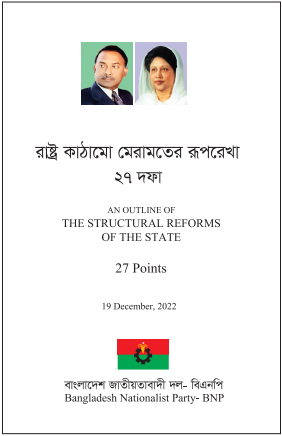 রাষ্ট্র কাঠামো মেরামতের রূপরেখা
২৭ দফা
AN OUTLINE OF
THE STRUCTURAL REFORMS
OF THE STATE
27 Points
19 December, 2022
বাংলাদেশ জাতীয়তাবাদী দল- বিএনপি
Bangladesh Nationalist Party- BNP